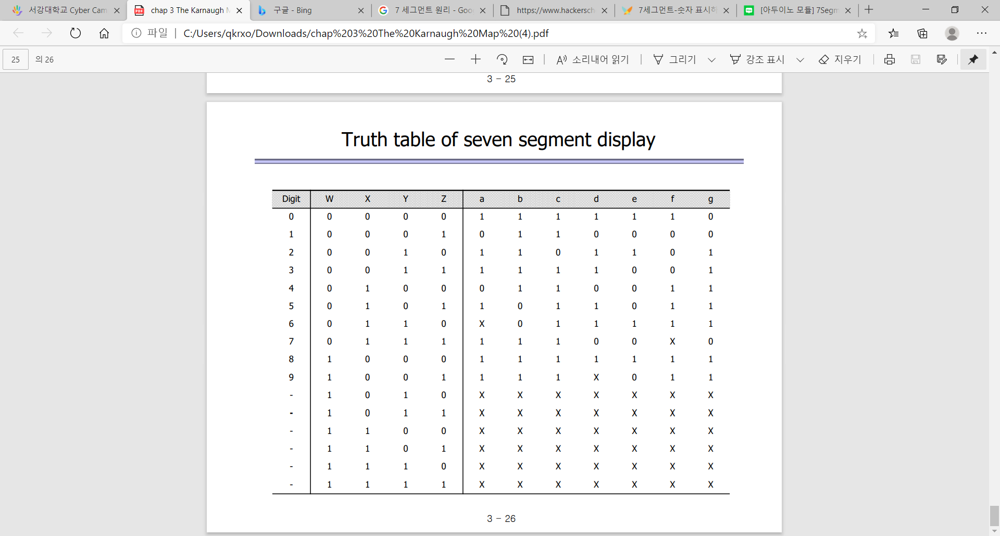 서강대학교 Cyber Cam
chap 3 The Karnaugh M
구글 - Bing
7 세그먼트 원리 - Goo
https://www.hackersch
7세그먼트-숫자 표시하
[아두이노 모듈] 7Segm
파일 C:/Users/qkrxo/Downloads/chap%203%20The%20Karnaugh%20Map%20(4).pdf
25 의 26 소리내어 읽기 그리기 강조 표시 지우기
3 - 25
Truth table of seven segment display
Digit W X Y Z a b c d e f g
0 0 0 0 0 1 1 1 1 1 1 0
1 0 0 0 1 0 1 1 0 0 0 0
2 0 0 1 0 1 1 0 1 1 0 1
3 0 0 1 1 1 1 1 1 0 0 1
4 0 1 0 0 0 1 1 0 0 1 1
5 0 1 0 1 1 0 1 1 0 1 1
6 0 1 1 0 X 0 1 1 1 1 1
7 0 1 1 1 1 1 1 0 0 X 0
8 1 0 0 0 1 1 1 1 1 1 1
9 1 0 0 1 1 1 1 X 0 1 1
- 1 0 1 0 X X X X X X X
- 1 0 1 1 X X X X X X X
- 1 1 0 0 X X X X X X X
- 1 1 0 1 X X X X X X X
- 1 1 1 0 X X X X X X X
- 1 1 1 1 X X X X X X X
3 - 26